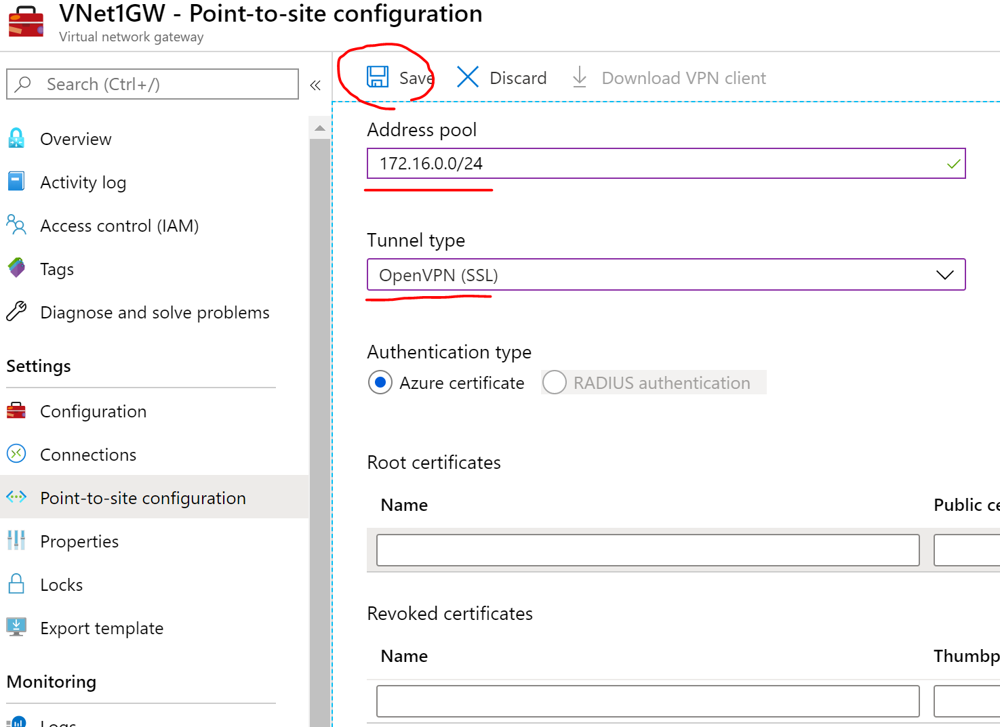 VNet1GW - Point-to-site configuration
Virtual network gateway
Search (Ctrl+/)
«
Overview
Activity log
Access control (IAM)
Tags
Diagnose and solve problems
Settings
Configuration
Connections
Point-to-site configuration
Properties
Locks
Export template
Monitoring
Logs
Save Discard Download VPN client
Address pool
172.16.0.0/24
Tunnel type
OpenVPN (SSL)
Authentication type
Azure certificate RADIUS authentication
Root certificates
Name Public ce
Revoked certificates
Name Thumbp